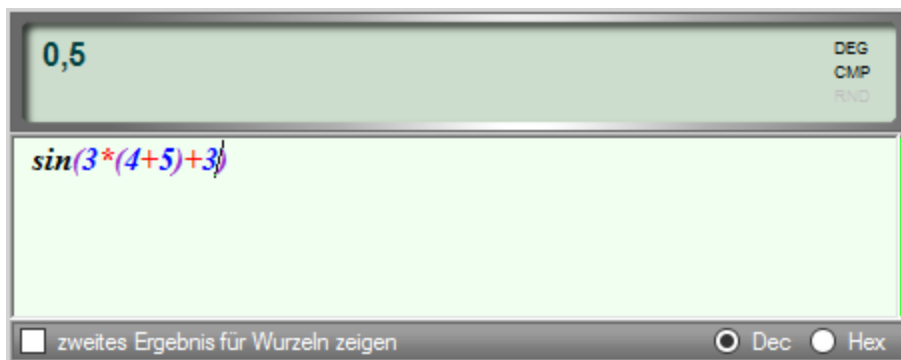 0,5
DEG
CMP
RND
sin(3*(4+5)+3)
zweites Ergebnis für Wurzeln zeigen
Dec Hex